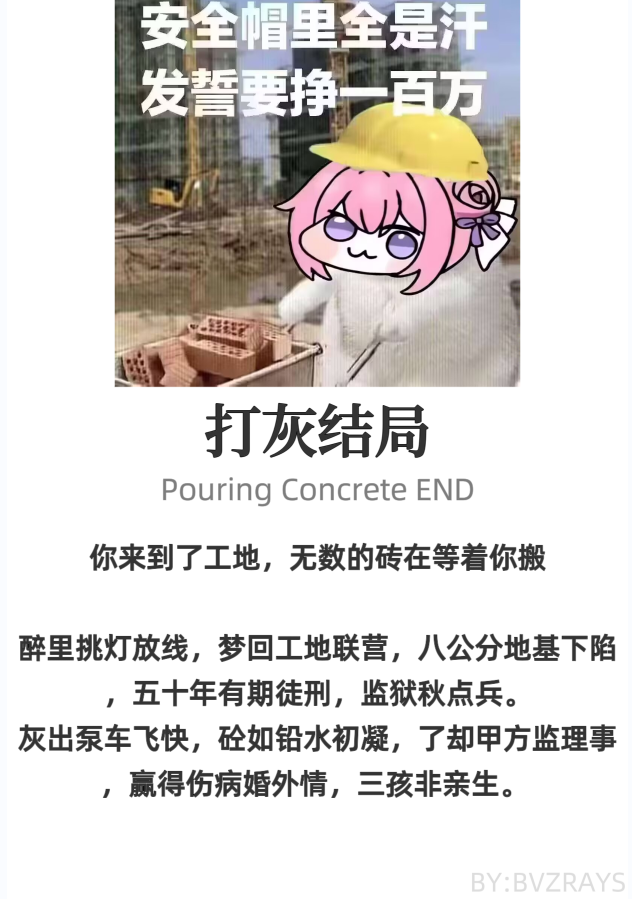 安全帽里全是汗
发誓要挣一百万
打灰结局
Pouring Concrete END
你来到了工地，无数的砖在等着你搬
醉里挑灯放线，梦回工地联营，八公分地基下陷
，五十年有期徒刑，监狱秋点兵。
灰出泵车飞快，砼如铅水初凝，了却甲方监理事
，赢得伤病婚外情，三孩非亲生。
BY:BVZRAYS